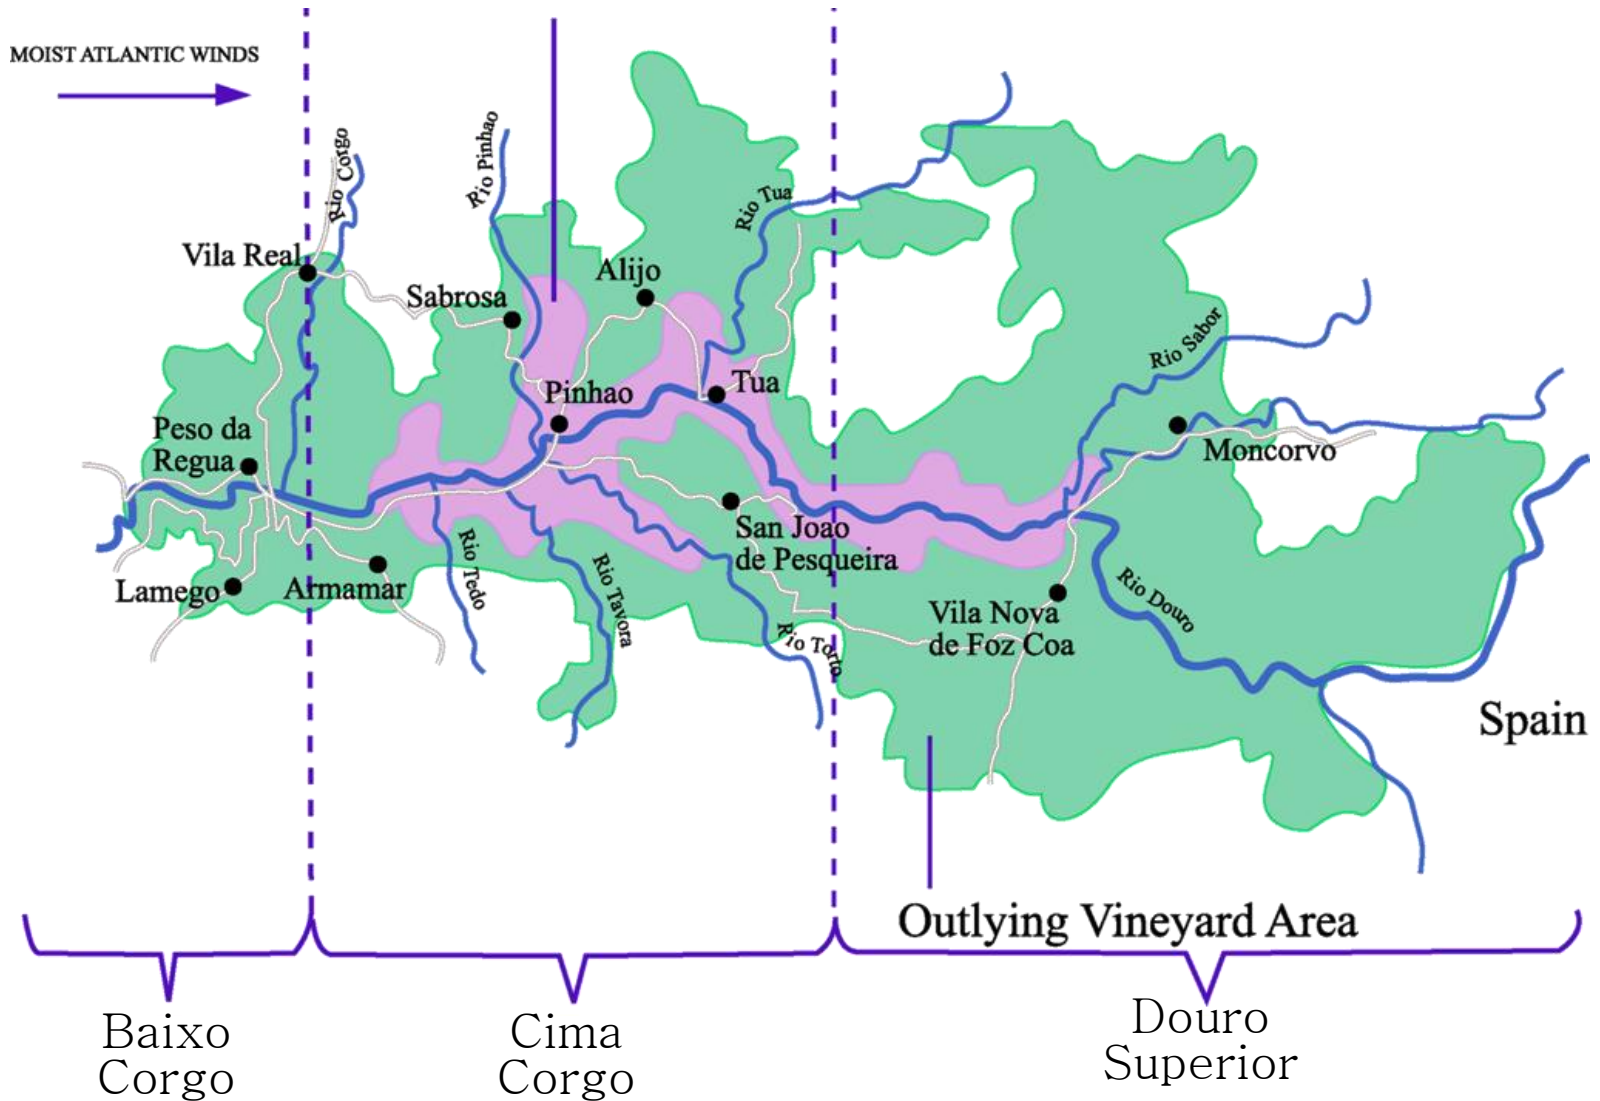 MOIST ATLANTIC WINDS
Rio Corgo
Rio Pinhao
Rio Tua
Vila Real
Alijo
Sabrosa
Rio Sabor
Tua
Pinhao
Peso da
Regua
Moncorvo
San Joao
de Pesqueira
Rio Tedo
Rio Tavora
Rio Torto
Lamego
Armamar
Vila Nova
de Foz Coa
Rio Douro
Spain
Outlying Vineyard Area
Baixo
Corgo
Cima
Corgo
Douro
Superior